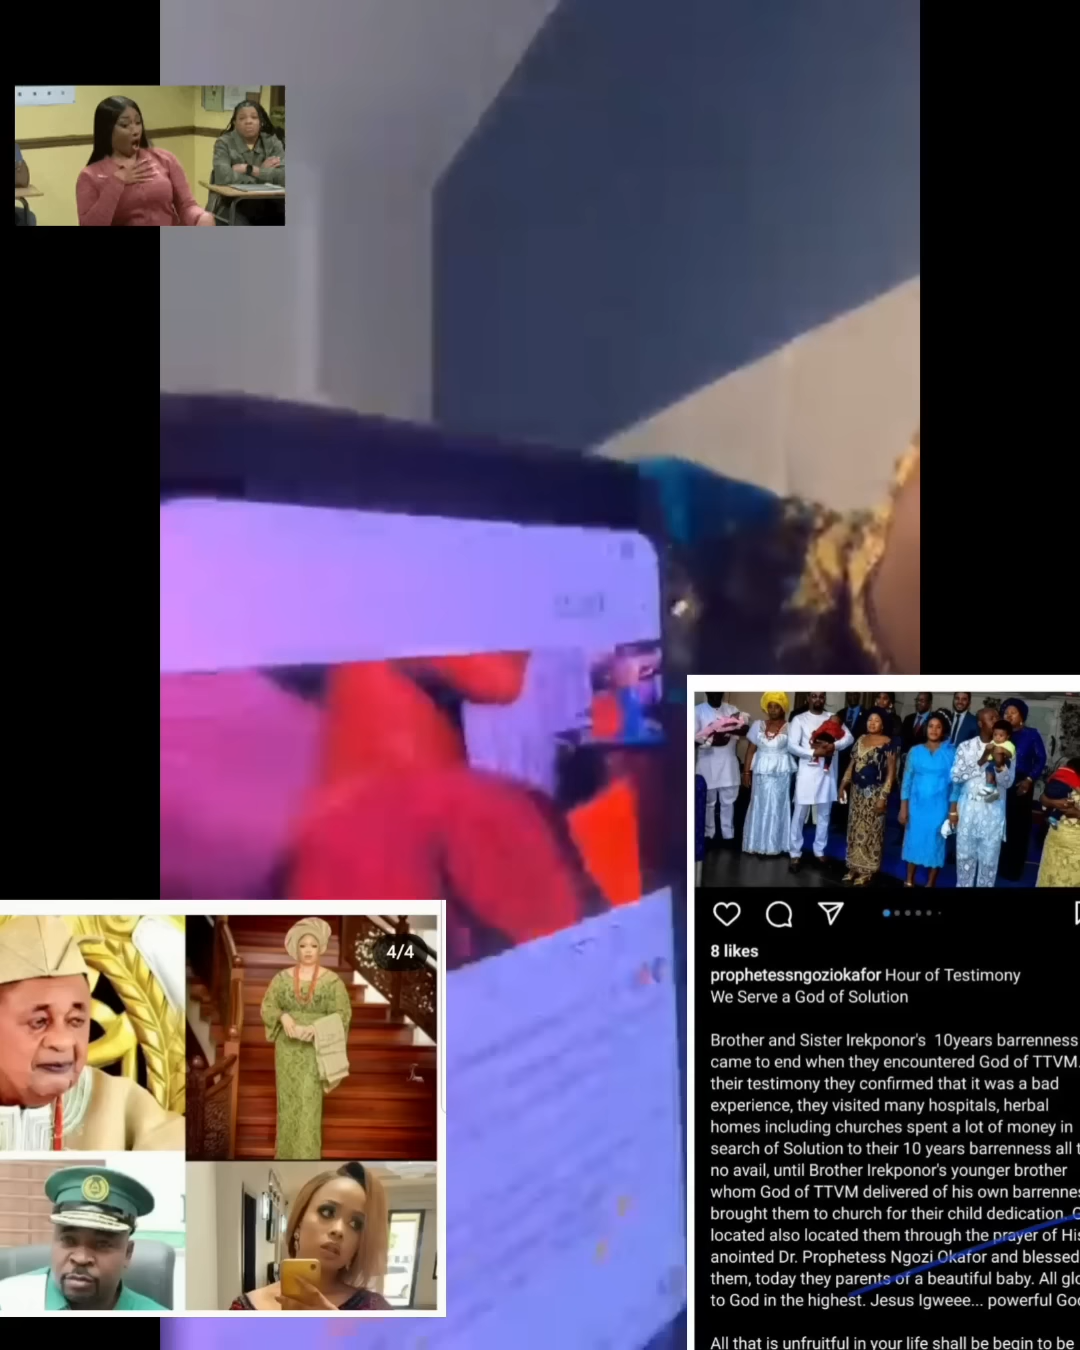 4/4
8 likes
prophetessngoziokafor Hour of Testimony
We Serve a God of Solution
Brother and Sister Irekponor's 10years barrenness
came to end when they encountered God of TTVM.
their testimony they confirmed that it was a bad
experience, they visited many hospitals, herbal
homes including churches spent a lot of money in
search of Solution to their 10 years barrenness all
no avail, until Brother Irekponor's younger brother
whom God of TTVM delivered of his own
brought them to church for their child dedication.
located also located them through the prayer of
anointed Dr. Prophetess Ngozi Okafor and blessed
them, today they parents of a beautiful baby. All
to God in the highest. Jesus Igweee... powerful
All that is unfruitful in your life shall be begin to be